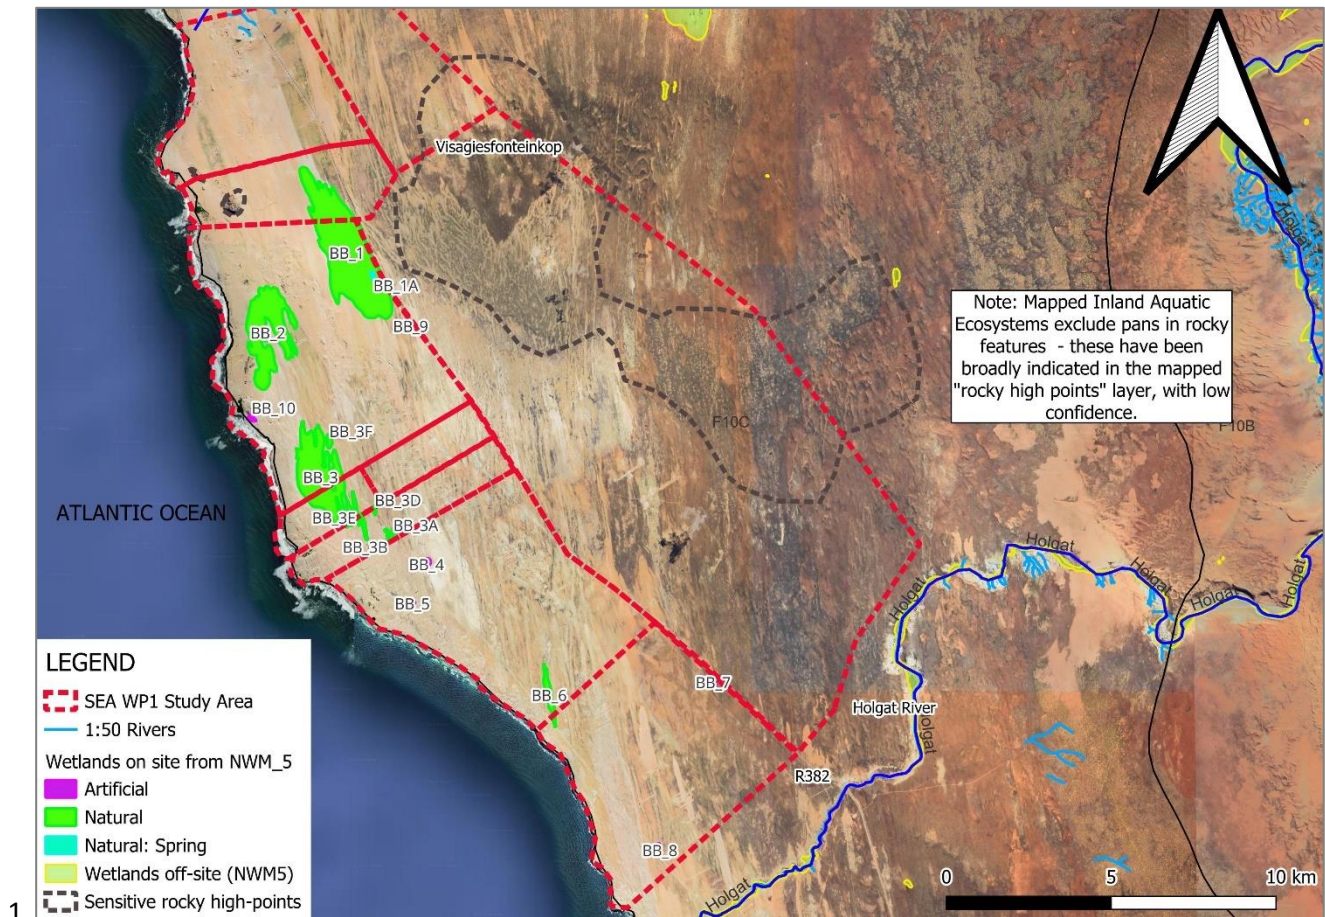 Visagiesfonteinkop
Holgat
BB_1
BB_1A
BB_9
BB_2
Note: Mapped Inland Aquatic
Ecosystems exclude pans in rocky
features - these have been
broadly indicated in the mapped
"rocky high points" layer, with low
confidence.
BB_10
F10C
F10B
BB_3F
BB_3
BB_3D
ATLANTIC OCEAN
BB_3E
BB_3A
BB_3B
BB_4
Holgat
Holgat
Holgat
Holgat
Holgat
BB_5
BB_7
BB_6
Holgat River
Holgat
R382
BB_8
Holgat
LEGEND
SEA WP1 Study Area
1:50 Rivers
Wetlands on site from NWM_5
Artificial
Natural
Natural: Spring
Wetlands off-site (NWM5)
Sensitive rocky high-points
0 5 10 km
1